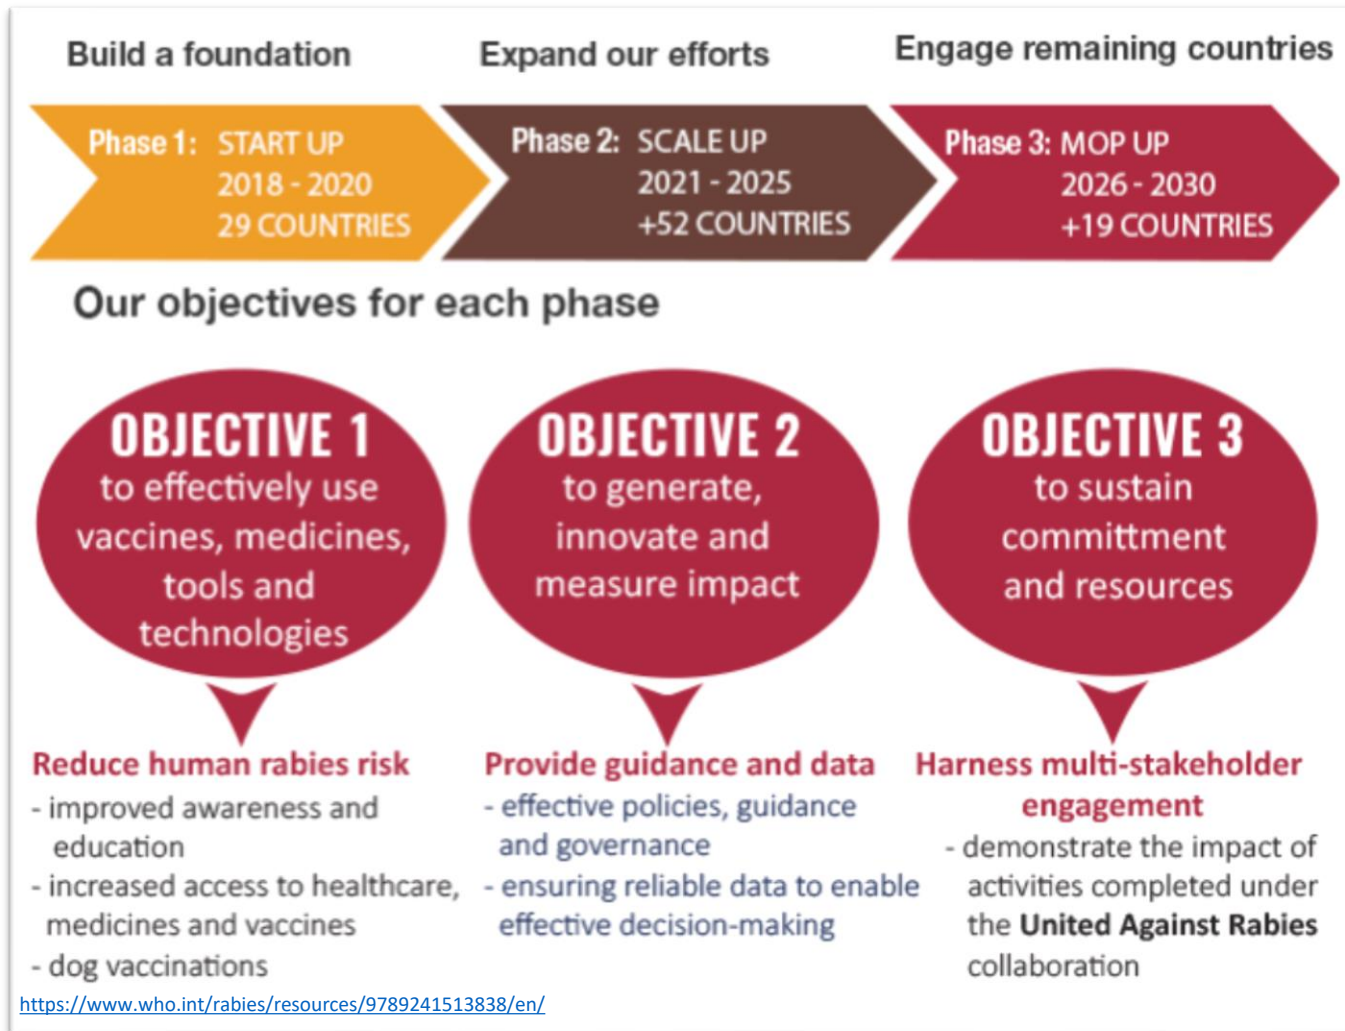 Build a foundation
Expand our efforts
Engage remaining countries
Phase 1: START UP
2018 - 2020
29 COUNTRIES
Phase 2: SCALE UP
2021 - 2025
+52 COUNTRIES
Phase 3: MOP UP
2026 - 2030
+19 COUNTRIES
Our objectives for each phase
OBJECTIVE 1
to effectively use
vaccines, medicines,
tools and
technologies
Reduce human rabies risk
- improved awareness and
education
- increased access to healthcare,
medicines and vaccines
- dog vaccinations
OBJECTIVE 2
to generate,
innovate and
measure impact
Provide guidance and data
- effective policies, guidance
and governance
- ensuring reliable data to enable
effective decision-making
OBJECTIVE 3
to sustain
committment
and resources
Harness multi-stakeholder
engagement
- demonstrate the impact of
activities completed under
the United Against Rabies
collaboration
https://www.who.int/rabies/resources/9789241513838/en/